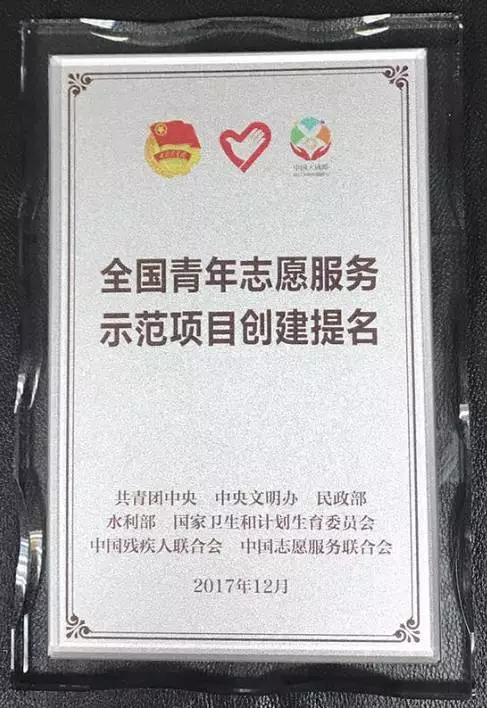 全国青年志愿服务
示范项目创建提名
共青团中央 中央文明办 民政部
水利部 国家卫生和计划生育委员会
中国残疾人联合会 中国志愿服务联合会
2017年12月